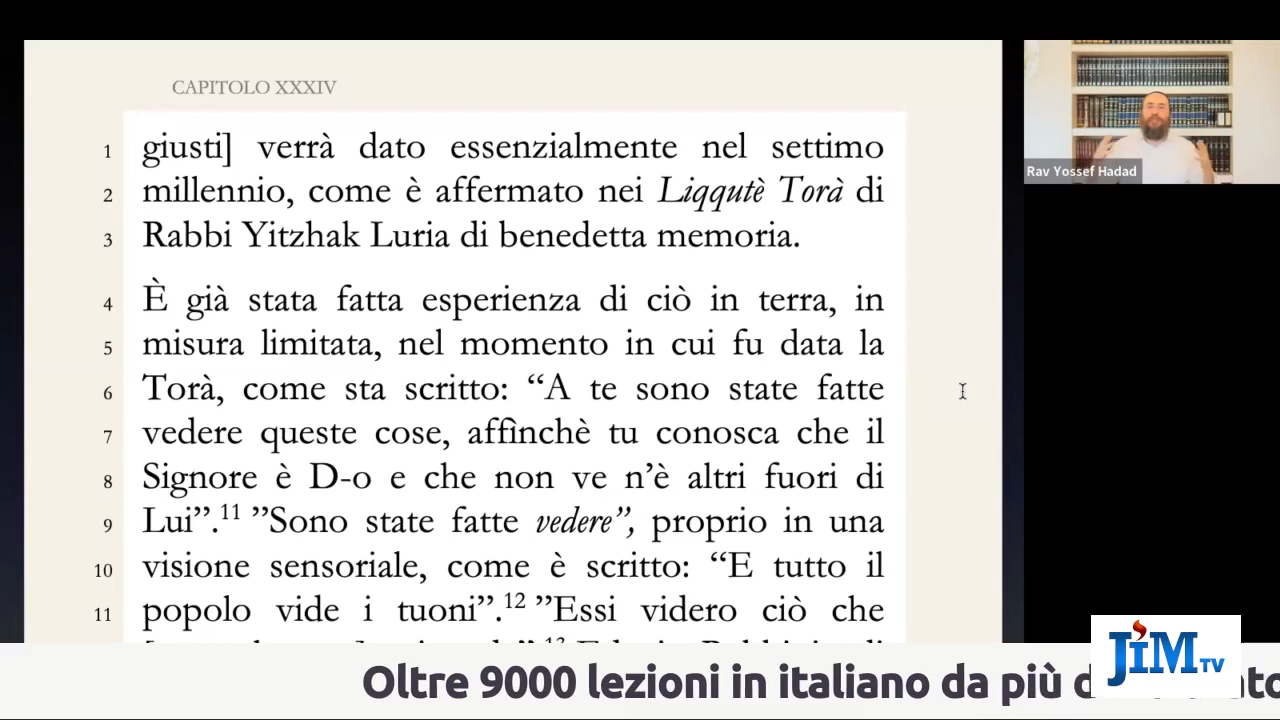 CAPITOLO XXXIV
1 giusti] verrà dato essenzialmente nel settimo
2 millennio, come è affermato nei Liqqutè Torà di
3 Rabbi Yitzhak Luria di benedetta memoria.
4 È già stata fatta esperienza di ciò in terra, in
5 misura limitata, nel momento in cui fu data la
6 Torà, come sta scritto: “A te sono state fatte
7 vedere queste cose, affinchè tu conosca che il
8 Signore è D-o e che non ve n’è altri fuori di
9 Lui”.11 ”Sono state fatte vedere”, proprio in una
10 visione sensoriale, come è scritto: “E tutto il
11 popolo vide i tuoni”.12 ”Essi videro ciò che
Rav Yossef Hadad
Oltre 9000 lezioni in italiano da più
JiM TV